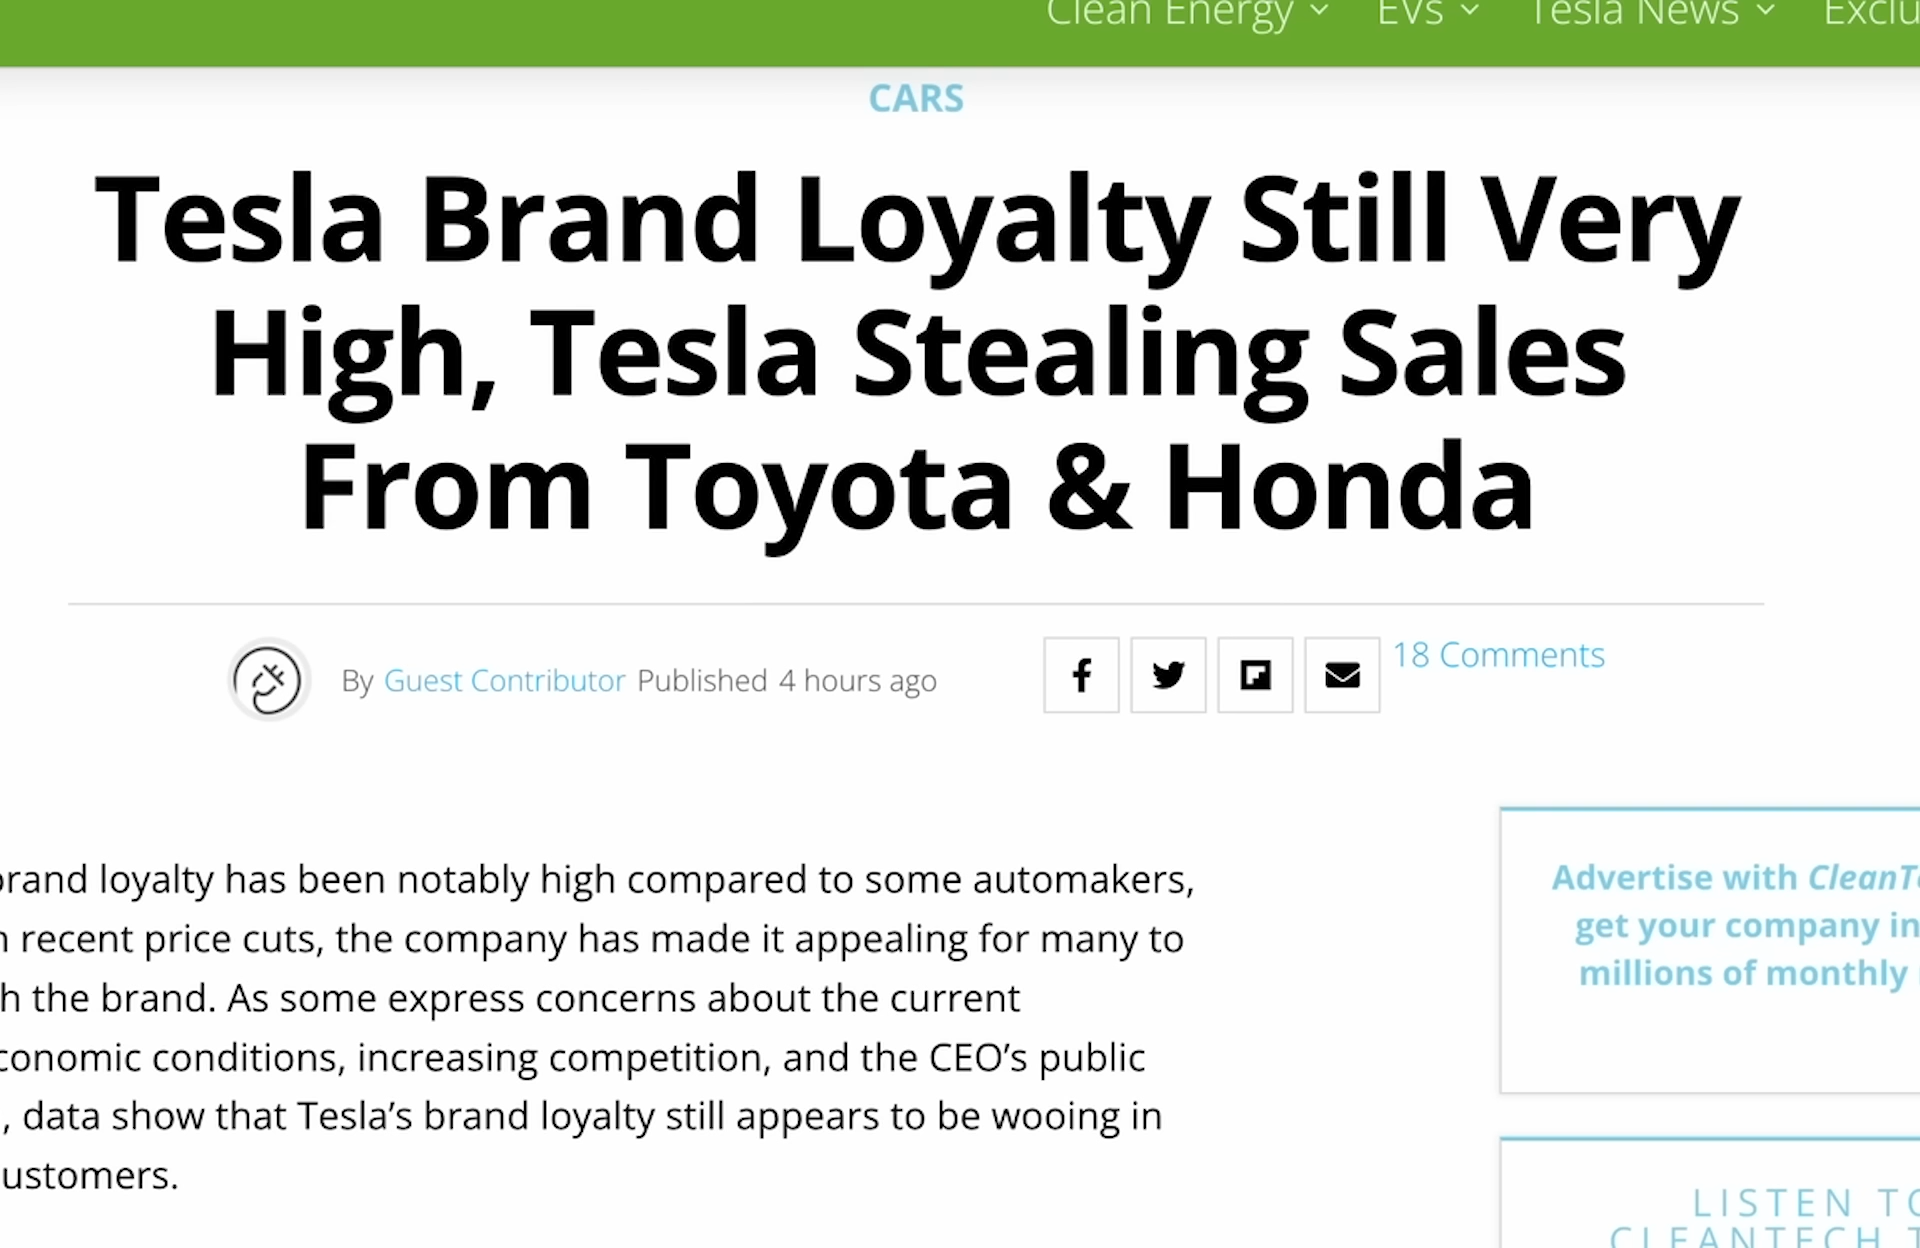 Clean Energy EVs Tesla News
CARS
Tesla Brand Loyalty Still Very
High, Tesla Stealing Sales
From Toyota & Honda
By Guest Contributor Published 4 hours ago
18 Comments
brand loyalty has been notably high compared to some automakers,
recent price cuts, the company has made it appealing for many to
the brand. As some express concerns about the current
conditions, increasing competition, and the CEO’s public
, data show that Tesla’s brand loyalty still appears to be wooing in
Advertise with
get your company in
millions of monthly
LISTEN TO
CLEANTECH